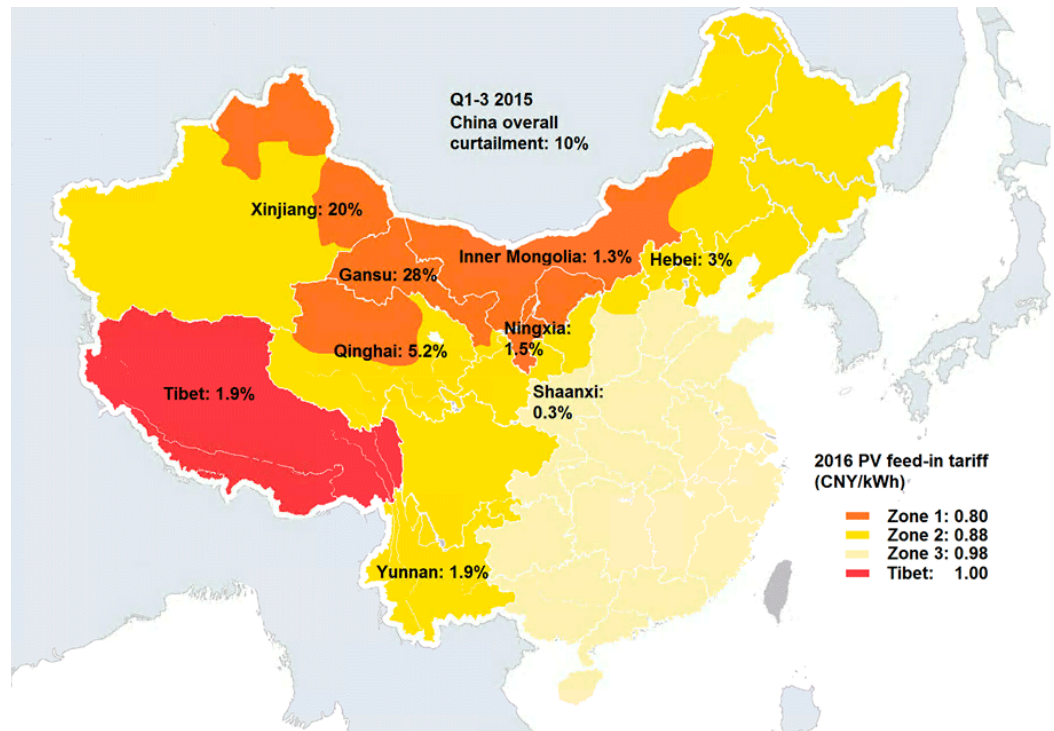 Q1-3 2015
China overall
curtailment: 10%
Xinjiang: 20%
Inner Mongolia: 1.3%
Hebei: 3%
Gansu: 28%
Ningxia:
1.5%
Qinghai: 5.2%
Tibet: 1.9%
Shaanxi:
0.3%
Yunnan: 1.9%
2016 PV feed-in tariff
(CNY/kWh)
Zone 1: 0.80
Zone 2: 0.88
Zone 3: 0.98
Tibet: 1.00